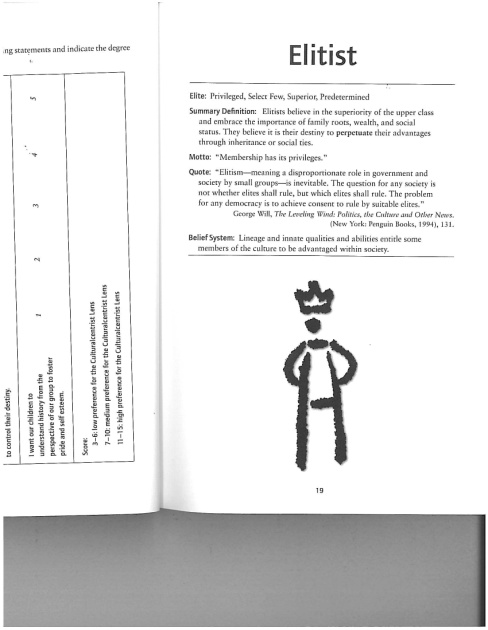 ng statements and indicate the degree
5
4
3
2
1
to control their destiny.
I want our children to
understand history from the
perspective of our group to foster
pride and self esteem.
Score:
3–6: low preference for the Culturalcentrist Lens
7–10: medium preference for the Culturalcentrist Lens
11–15: high preference for the Culturalcentrist Lens
Elitist
Elite: Privileged, Select Few, Superior, Predetermined
Summary Definition: Elitists believe in the superiority of the upper class
and embrace the importance of family roots, wealth, and social
status. They believe it is their destiny to perpetuate their advantages
through inheritance or social ties.
Motto: “Membership has its privileges.”
Quote: “Elitism—meaning a disproportionate role in government and
society by small groups—is inevitable. The question for any society is
not whether elites shall rule, but which elites shall rule. The problem
for any democracy is to achieve consent to rule by suitable elites.”
George Will, The Leveling Wind: Politics, the Culture and Other News.
(New York: Penguin Books, 1994), 131.
Belief System: Lineage and innate qualities and abilities entitle some
members of the culture to be advantaged within society.
19